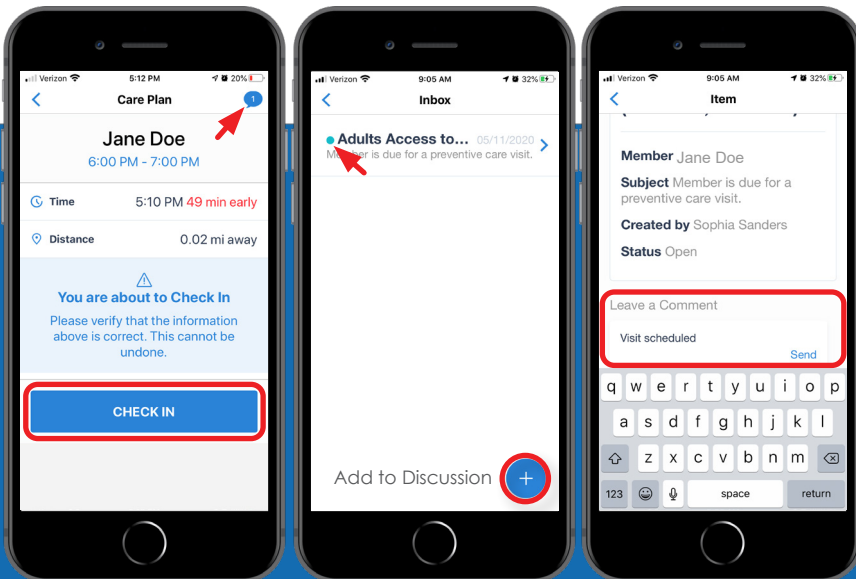 Verizon 5:12 PM 20%
Care Plan 1
Jane Doe
6:00 PM - 7:00 PM
Time 5:10 PM 49 min early
Distance 0.02 mi away
You are about to Check In
Please verify that the information
above is correct. This cannot be
undone.
CHECK IN
Verizon 9:05 AM 32%
Inbox
Adults Access to... 05/11/2020
Member is due for a preventive care visit.
Add to Discussion +
Verizon 9:05 AM 32%
Item
Member Jane Doe
Subject Member is due for a
preventive care visit.
Created by Sophia Sanders
Status Open
Leave a Comment
Visit scheduled
Send
q w e r t y u i o p
a s d f g h j k l
z x c v b n m
123 space return